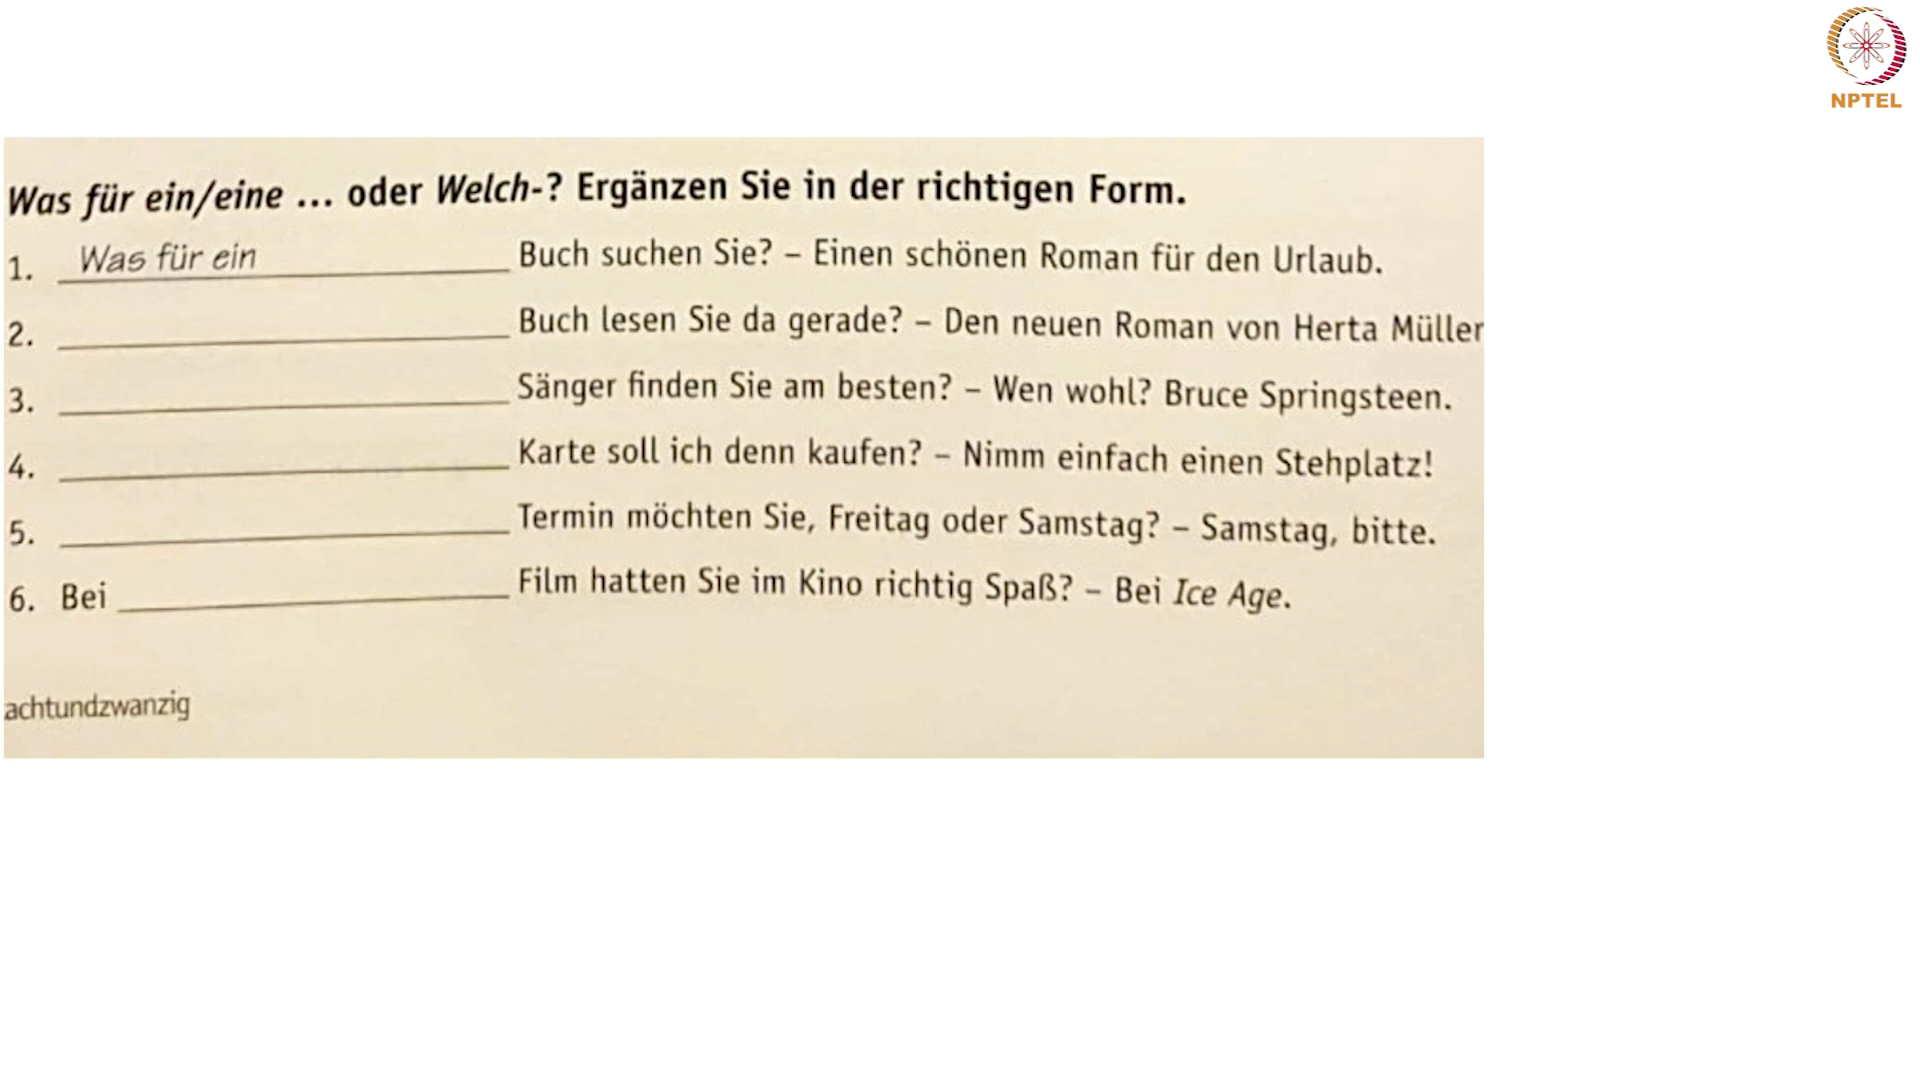 NPTEL
Was für ein/eine ... oder Welch-? Ergänzen Sie in der richtigen Form.
1. Was für ein Buch suchen Sie? – Einen schönen Roman für den Urlaub.
2. Buch lesen Sie da gerade? – Den neuen Roman von Herta Müller
3. Sänger finden Sie am besten? – Wen wohl? Bruce Springsteen.
4. Karte soll ich denn kaufen? – Nimm einfach einen Stehplatz!
5. Termin möchten Sie, Freitag oder Samstag? – Samstag, bitte.
6. Bei Film hatten Sie im Kino richtig Spaß? – Bei Ice Age.
achtundzwanzig